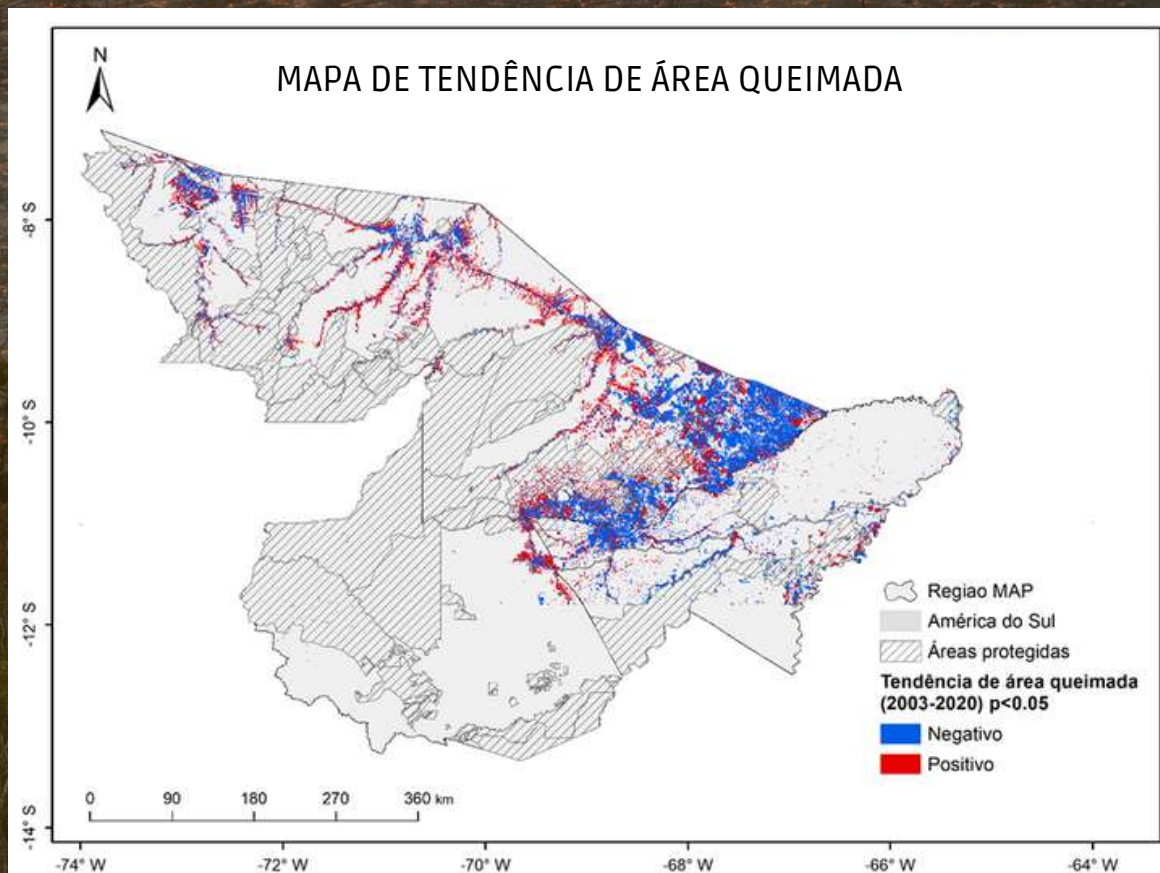 N
MAPA DE TENDÊNCIA DE ÁREA QUEIMADA
-8° S
-10° S
-12° S
-14° S
Regiao MAP
América do Sul
Áreas protegidas
Tendência de área queimada
(2003-2020) p<0.05
Negativo
Positivo
0 90 180 270 360 km
-74° W -72° W -70° W -68° W -66° W -64° W